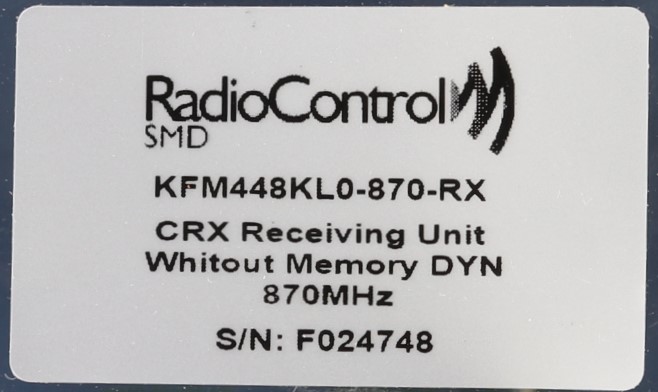 RadioControl
SMD
KFM448KL0-870-RX
CRX Receiving Unit
Whitout Memory DYN
870MHz
S/N: F024748